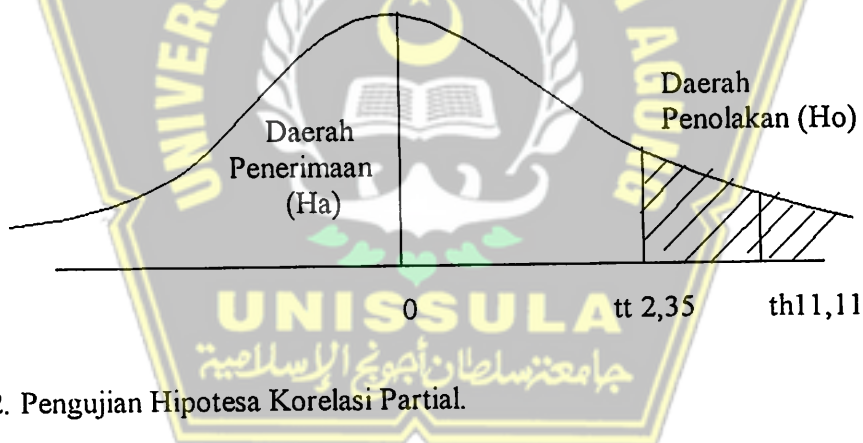 Daerah
Penolakan (Ho)
Daerah
Penerimaan
(Ha)
0 tt 2,35 th11,11
UNISSULA
جامعة سلطان أجونج الإسلامية
2. Pengujian Hipotesa Korelasi Partial.